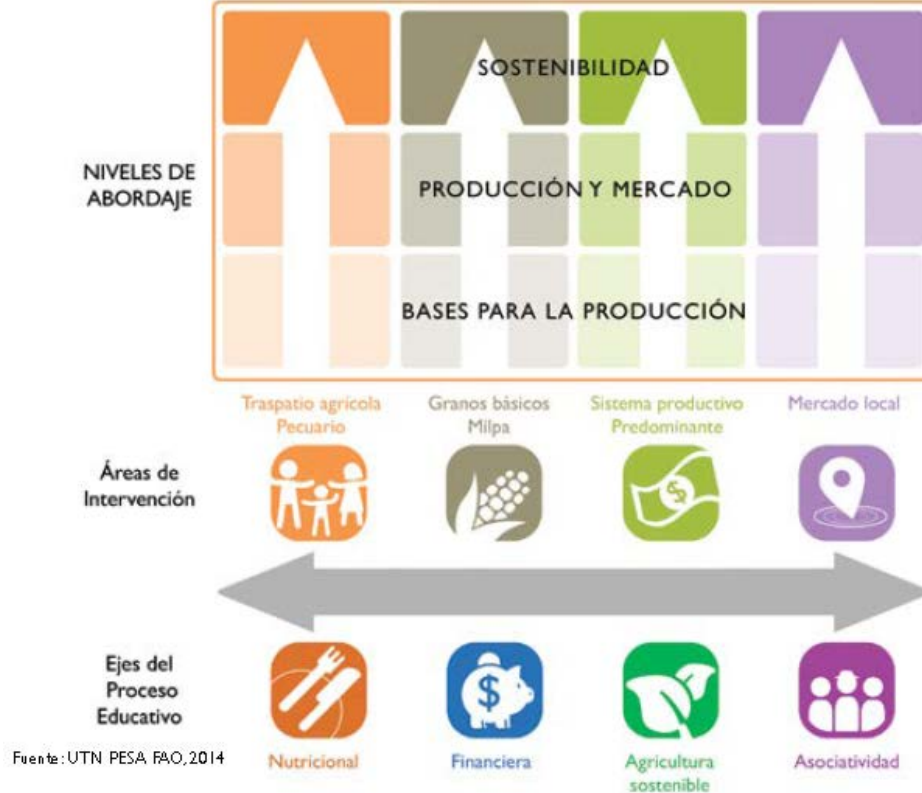 SOSTENIBILIDAD
NIVELES DE
ABORDAJE
PRODUCCIÓN Y MERCADO
BASES PARA LA PRODUCCIÓN
Traspatio agrícola
Pecuario
Granos básicos
Milpa
Sistema productivo
Predominante
Mercado local
Áreas de
Intervención
$
Ejes del
Proceso
Educativo
$
Nutricional
Financiera
Agricultura
sostenible
Asociatividad
Fuente: UTN PESA FAO, 2014